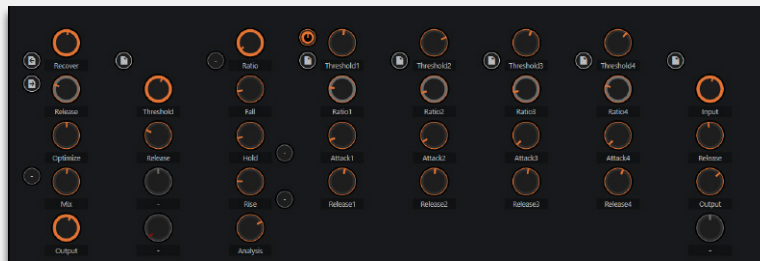 Recover Ratio Threshold1 Threshold2 Threshold3 Threshold4
Release Threshold Fall Ratio1 Ratio2 Ratio3 Ratio4 Input
Optimize Release Hold Attack1 Attack2 Attack3 Attack4 Release
Mix - Rise Release1 Release2 Release3 Release4 Output
Output - Analysis -